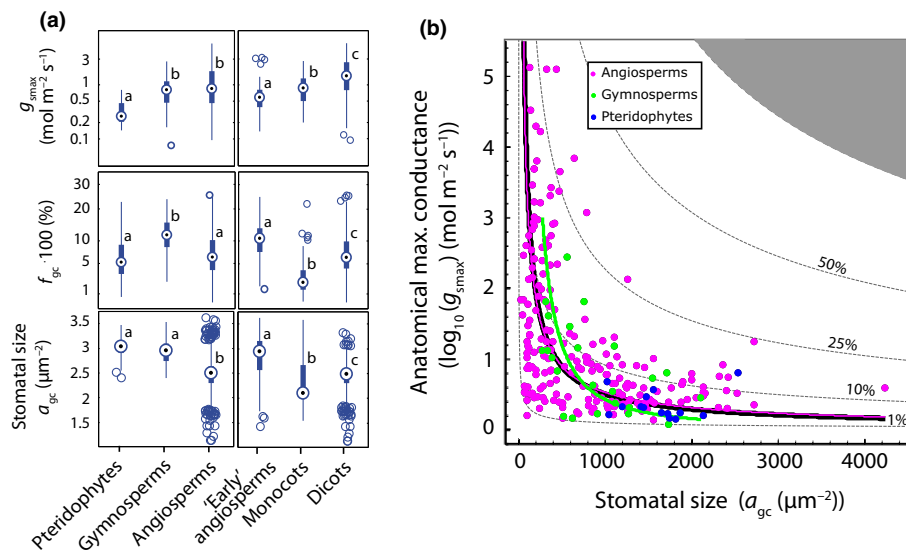 (a)
g_smax
(mol m⁻² s⁻¹)
3
1
0.5
0.2
0.1
a
b
b
a
b
c
f_gc ·100 (%)
30
10
5
1
a
b
a
a
b
c
Stomatal size
a_gc (µm⁻²)
3.5
3
2.5
2
1.5
a
a
b
a
b
c
Pteridophytes
Gymnosperms
Angiosperms
'Early'
angiosperms
Monocots
Dicots
(b)
Anatomical max. conductance
(log₁₀ (g_smax) (mol m⁻² s⁻¹))
5
4
3
2
1
0
Angiosperms
Gymnosperms
Pteridophytes
50%
25%
10%
1%
0
1000
2000
3000
4000
Stomatal size (a_gc (µm⁻²))